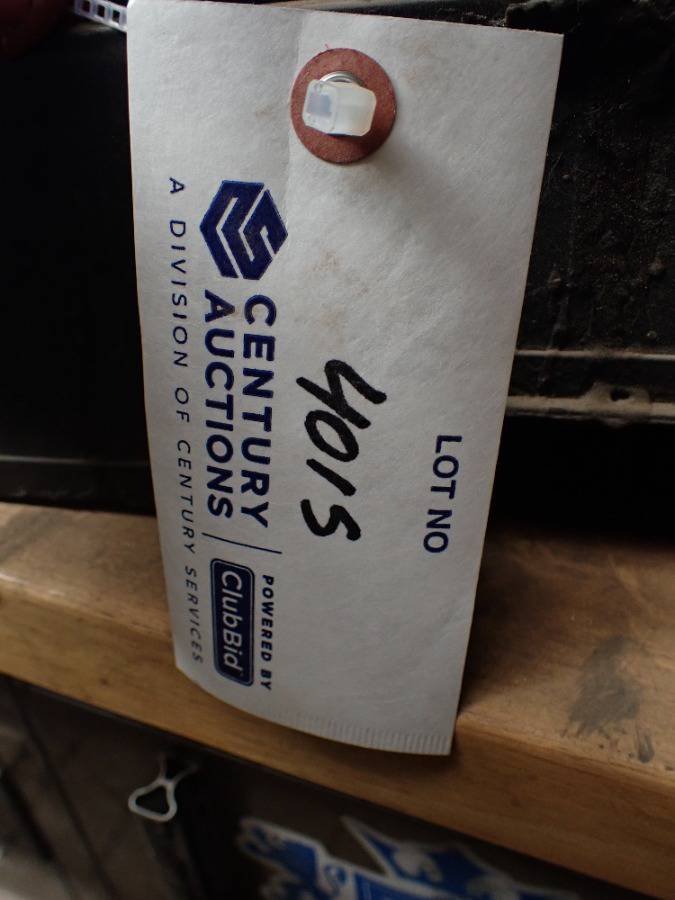 LOT NO
4015
CENTURY
AUCTIONS
A DIVISION OF CENTURY SERVICES
POWERED BY
ClubBid